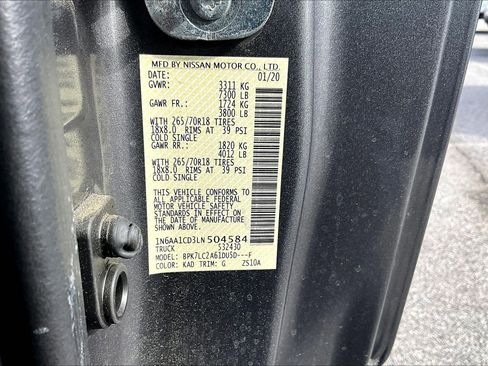 MFD BY NISSAN MOTOR CO., LTD.
DATE: 01/20
GVWR: 3311 KG
7300 LB
GAWR FR.: 1724 KG
3800 LB
WITH 265/70R18 TIRES
18X8.0 RIMS AT 39 PSI
COLD SINGLE
GAWR RR.: 1820 KG
4012 LB
WITH 265/70R18 TIRES
18X8.0 RIMS AT 39 PSI
COLD SINGLE
THIS VEHICLE CONFORMS TO
ALL APPLICABLE FEDERAL
MOTOR VEHICLE SAFETY
STANDARDS IN EFFECT ON
THE DATE OF MANUFACTURE
SHOWN ABOVE.
1N6AA1CD3LN504584
TRUCK 532430
MODEL: BPK7LC2A61DU5D---F
COLOR: KAD TRIM: G ZS10A